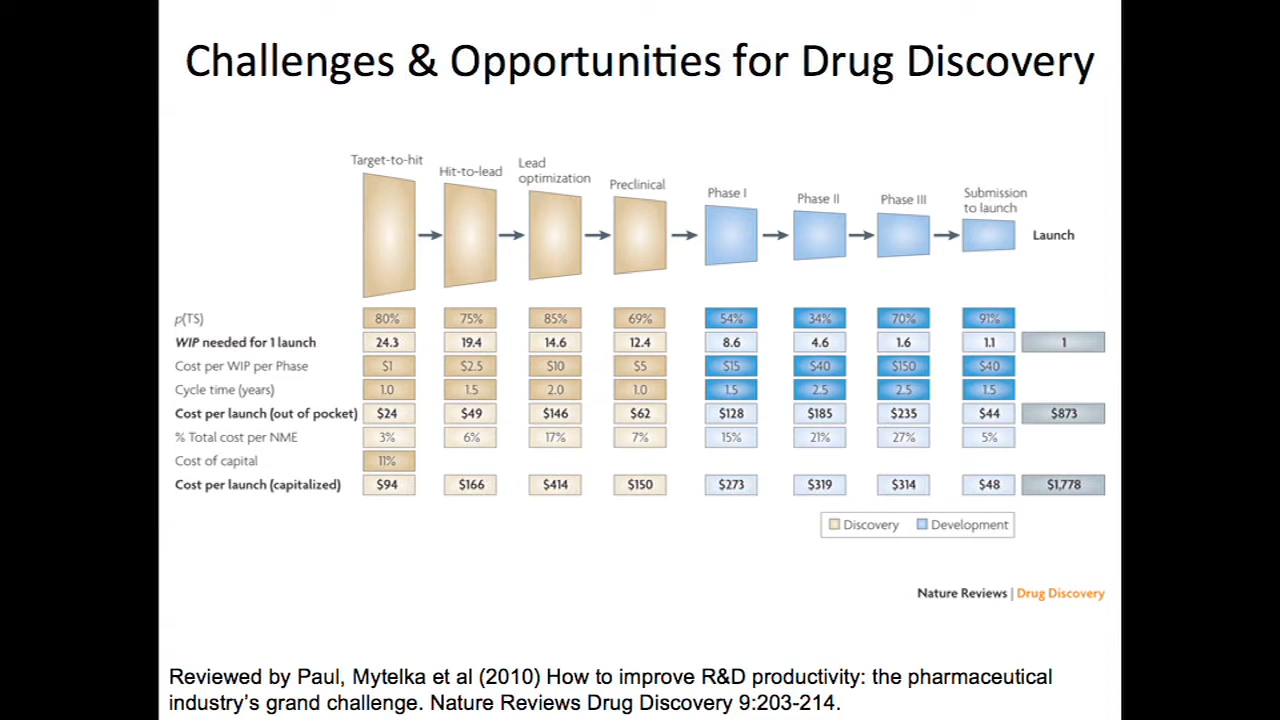 Challenges & Opportunities for Drug Discovery
Target-to-hit
Hit-to-lead
Lead
optimization
Preclinical
Phase I
Phase II
Phase III
Submission
to launch
Launch
p(TS) 80% 75% 85% 69% 54% 34% 70% 91%
WIP needed for 1 launch 24.3 19.4 14.6 12.4 8.6 4.6 1.6 1.1 1
Cost per WIP per Phase $1 $2.5 $10 $5 $15 $40 $150 $40
Cycle time (years) 1.0 1.5 2.0 1.0 1.5 2.5 2.5 1.5
Cost per launch (out of pocket) $24 $49 $146 $62 $128 $185 $235 $44 $873
% Total cost per NME 3% 6% 17% 7% 15% 21% 27% 5%
Cost of capital 11%
Cost per launch (capitalized) $94 $166 $414 $150 $273 $319 $314 $48 $1,778
Discovery Development
Nature Reviews | Drug Discovery
Reviewed by Paul, Mytelka et al (2010) How to improve R&D productivity: the pharmaceutical
industry's grand challenge. Nature Reviews Drug Discovery 9:203-214.